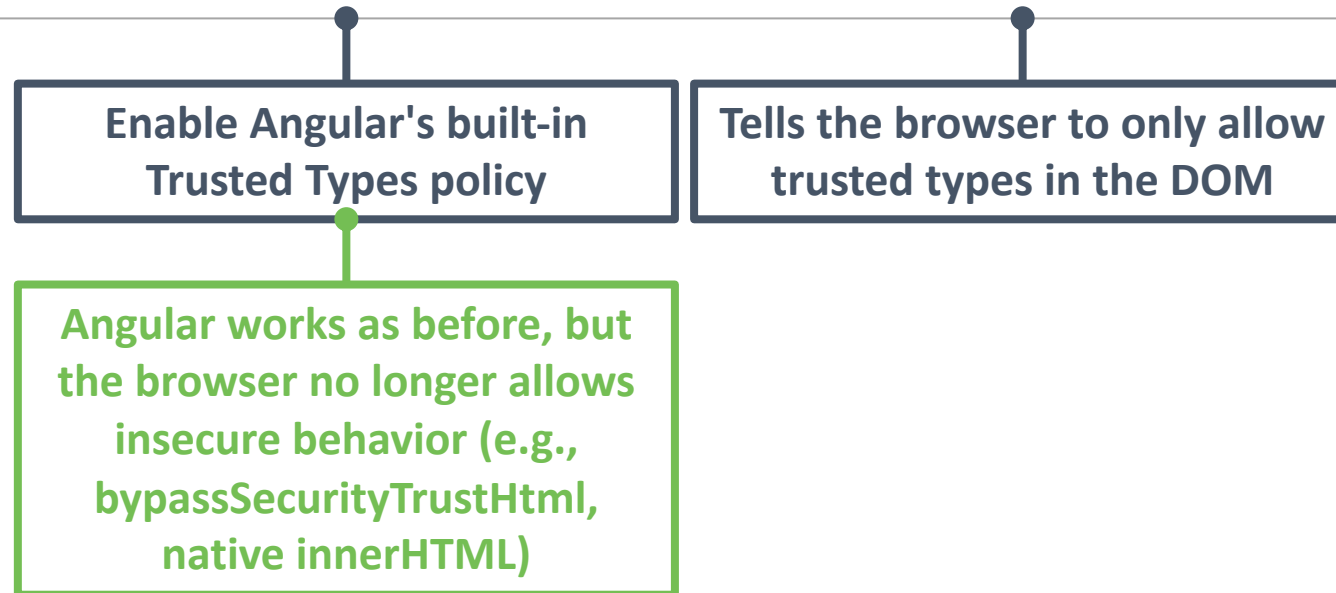 Enable Angular's built-in
Trusted Types policy
Tells the browser to only allow
trusted types in the DOM
Angular works as before, but
the browser no longer allows
insecure behavior (e.g.,
bypassSecurityTrustHtml,
native innerHTML)